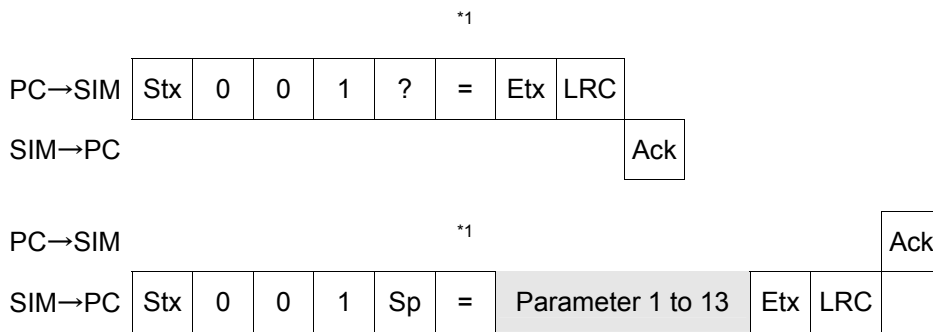 *1
PC→SIM Stx 0 0 1 ? = Etx LRC
SIM→PC Ack
PC→SIM *1 Ack
SIM→PC Stx 0 0 1 Sp = Parameter 1 to 13 Etx LRC